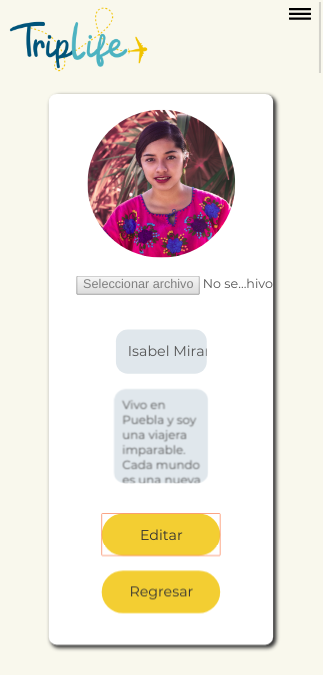 TripLife
Seleccionar archivo No se...hivo
Isabel Mirar
Vivo en
Puebla y soy
una viajera
imparable.
Cada mundo
es una nueva
Editar
Regresar